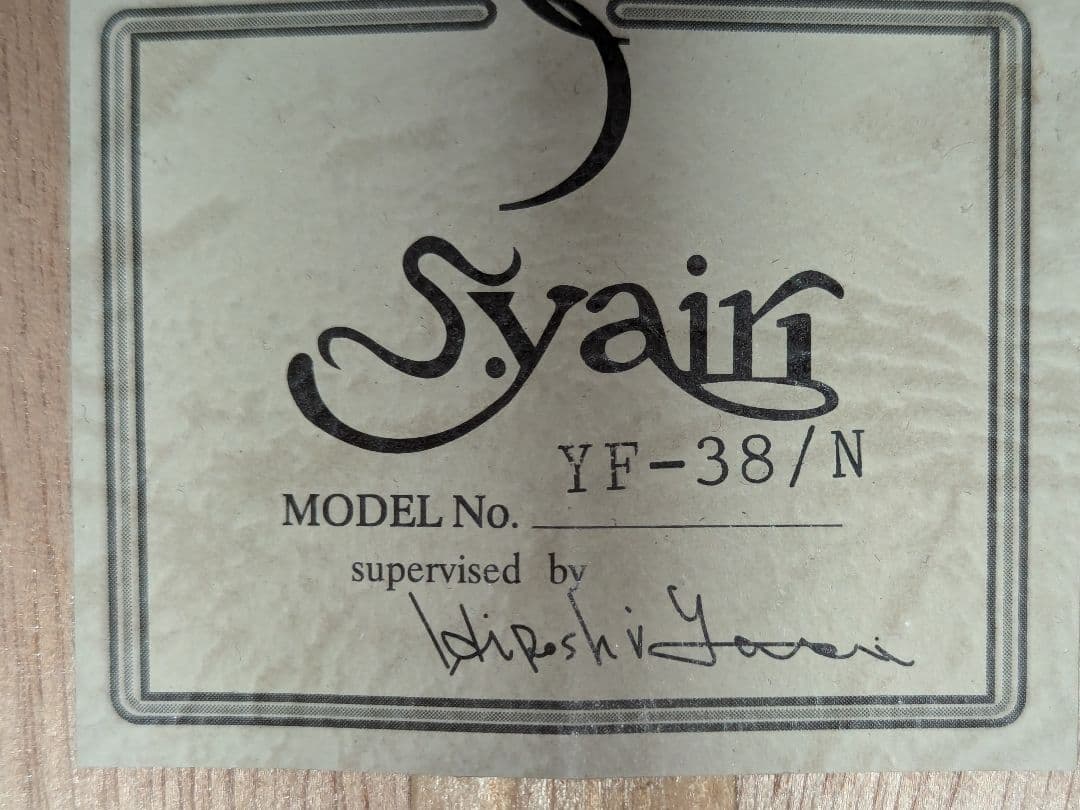 S.yairi
YF-38/N
MODEL No.
supervised by
Hiroshi Yairi